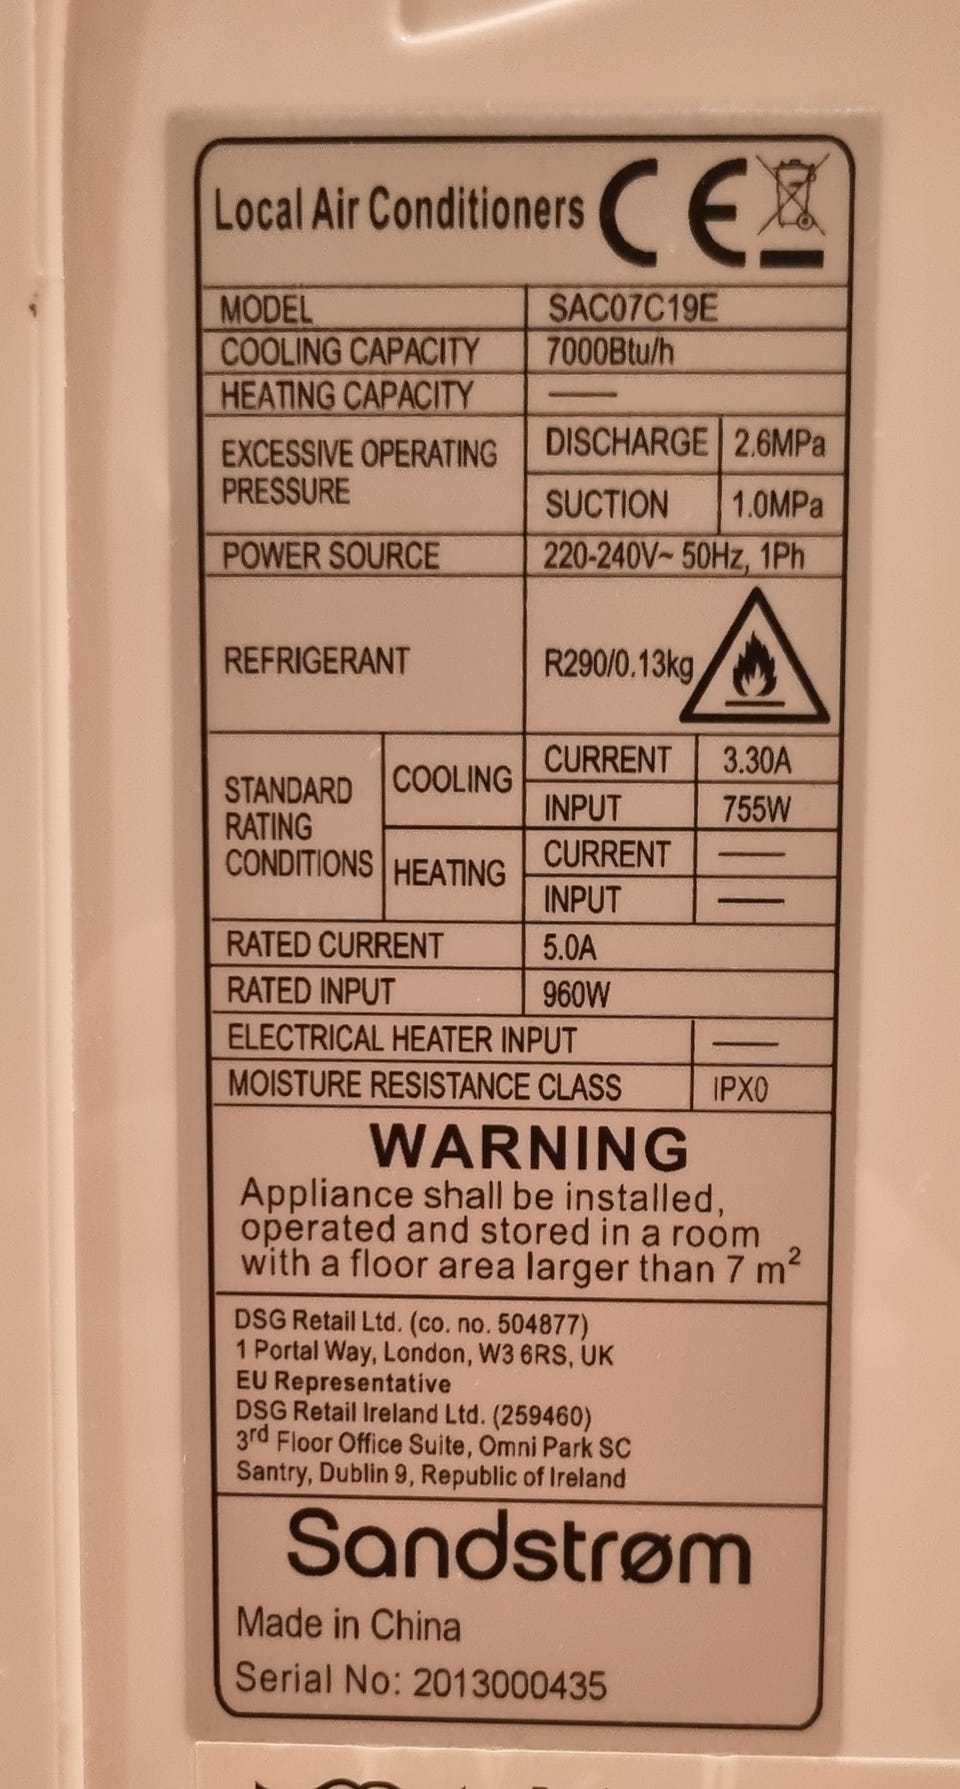 Local Air Conditioners CE
MODEL SAC07C19E
COOLING CAPACITY 7000Btu/h
HEATING CAPACITY —
EXCESSIVE OPERATING PRESSURE DISCHARGE 2.6MPa
SUCTION 1.0MPa
POWER SOURCE 220-240V~ 50Hz, 1Ph
REFRIGERANT R290/0.13kg
STANDARD RATING CONDITIONS COOLING CURRENT 3.30A
INPUT 755W
HEATING CURRENT —
INPUT —
RATED CURRENT 5.0A
RATED INPUT 960W
ELECTRICAL HEATER INPUT —
MOISTURE RESISTANCE CLASS IPX0
WARNING
Appliance shall be installed,
operated and stored in a room
with a floor area larger than 7 m²
DSG Retail Ltd. (co. no. 504877)
1 Portal Way, London, W3 6RS, UK
EU Representative
DSG Retail Ireland Ltd. (259460)
3rd Floor Office Suite, Omni Park SC
Santry, Dublin 9, Republic of Ireland
Sandstrøm
Made in China
Serial No: 2013000435